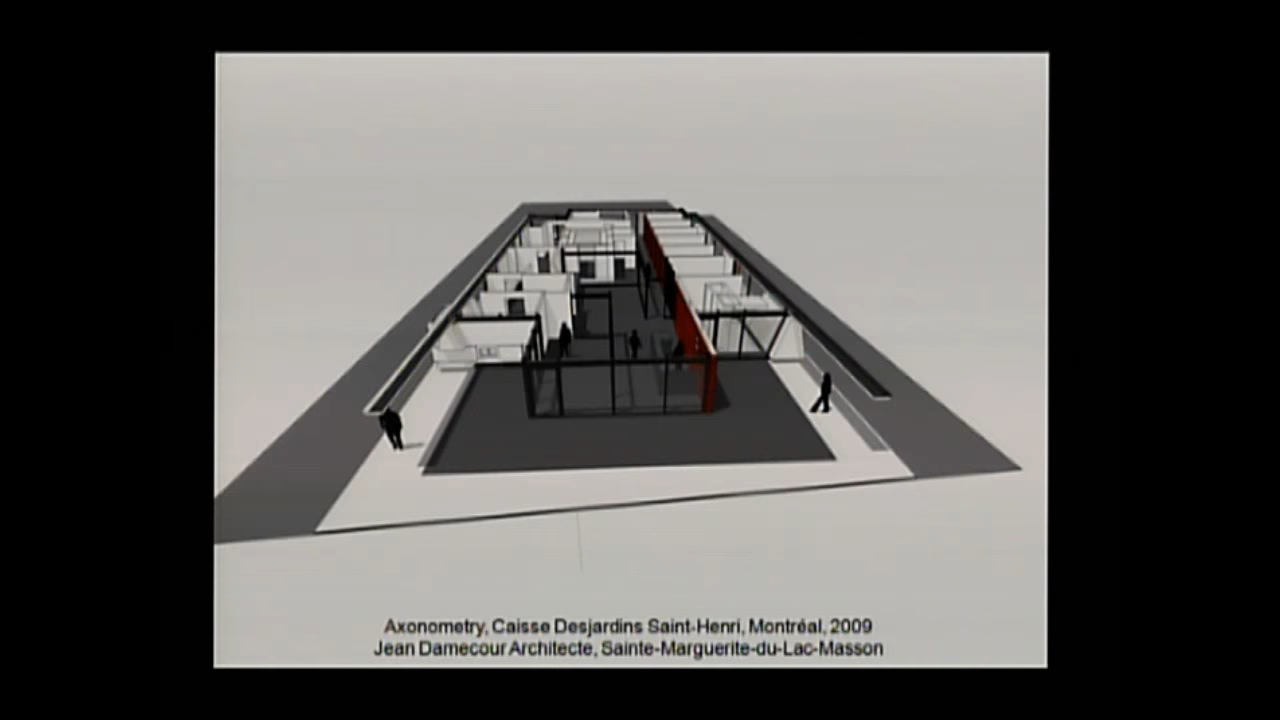 Axonometry, Caisse Desjardins Saint-Henri, Montréal, 2009
Jean Damecour Architecte, Sainte-Marguerite-du-Lac-Masson